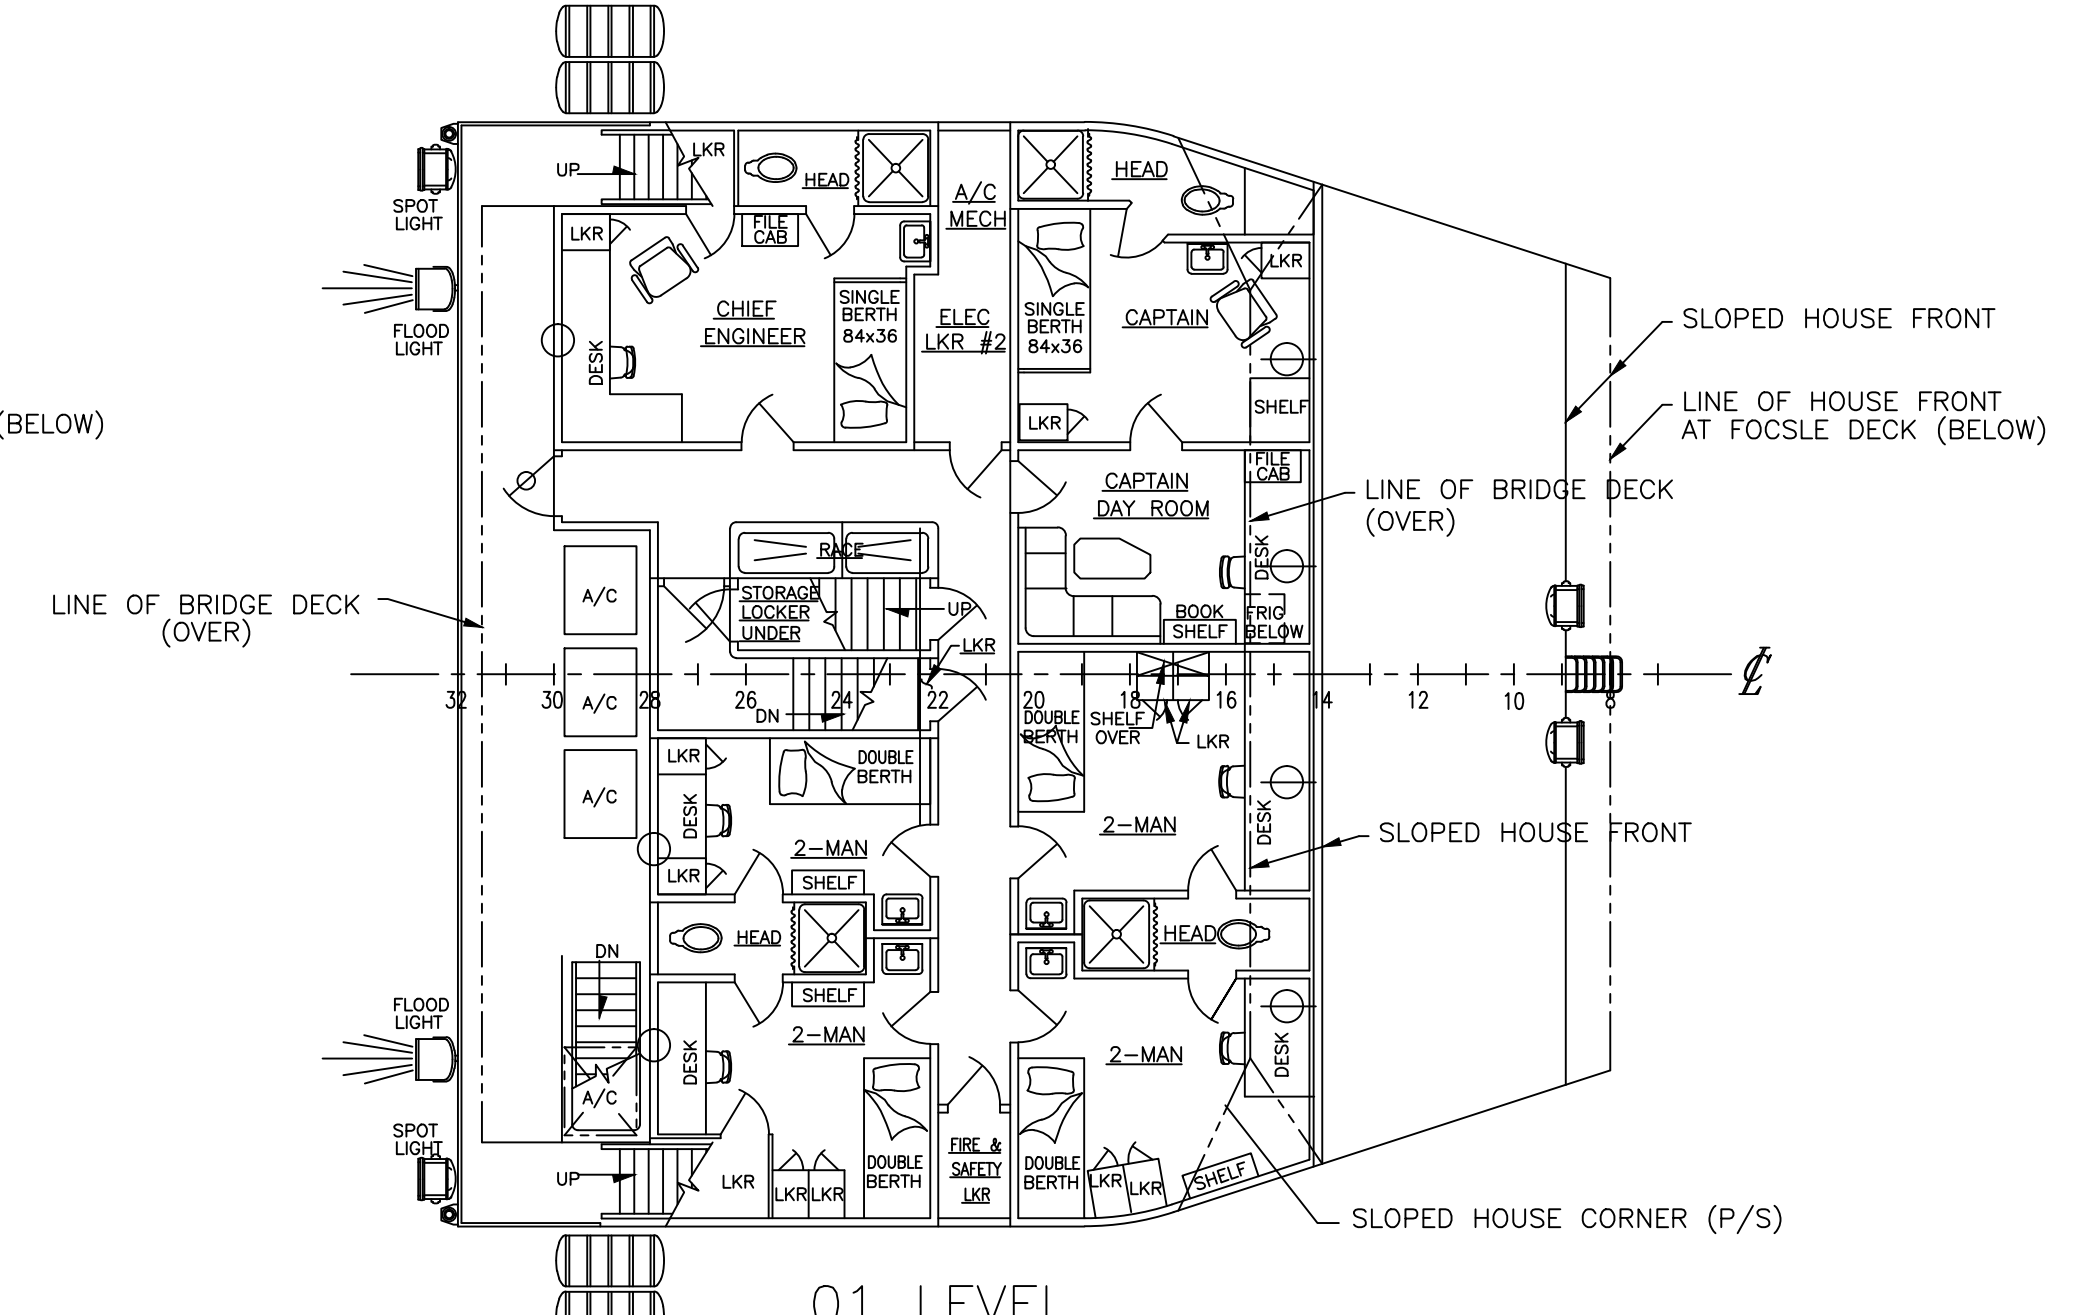 LKR
UP
HEAD
HEAD
A/C
MECH
SPOT
LIGHT
FILE
CAB
LKR
LKR
SINGLE
BERTH
84x36
CHIEF
ENGINEER
SINGLE
BERTH
84x36
ELEC
LKR #2
CAPTAIN
SLOPED HOUSE FRONT
FLOOD
LIGHT
DESK
LINE OF HOUSE FRONT
AT FOCSLE DECK (BELOW)
SHELF
LKR
(BELOW)
FILE
CAB
CAPTAIN
DAY ROOM
LINE OF BRIDGE DECK
(OVER)
RACE
DESK
A/C
STORAGE
LOCKER
UNDER
UP
BOOK
SHELF
FRIG
BELOW
LINE OF BRIDGE DECK
(OVER)
LKR
32 30 28 26 24 22 20 18 16 14 12 10 8
A/C
DN
DOUBLE
BERTH
SHELF
OVER
LKR
LKR
DOUBLE
BERTH
A/C
DESK
2-MAN
DESK
SLOPED HOUSE FRONT
2-MAN
LKR
SHELF
HEAD
HEAD
DN
SHELF
FLOOD
LIGHT
2-MAN
2-MAN
DESK
DESK
A/C
SPOT
LIGHT
FIRE &
SAFETY
LKR
UP
LKR
LKR
LKR
DOUBLE
BERTH
DOUBLE
BERTH
LKR
LKR
SHELF
SLOPED HOUSE CORNER (P/S)
01 LEVEL